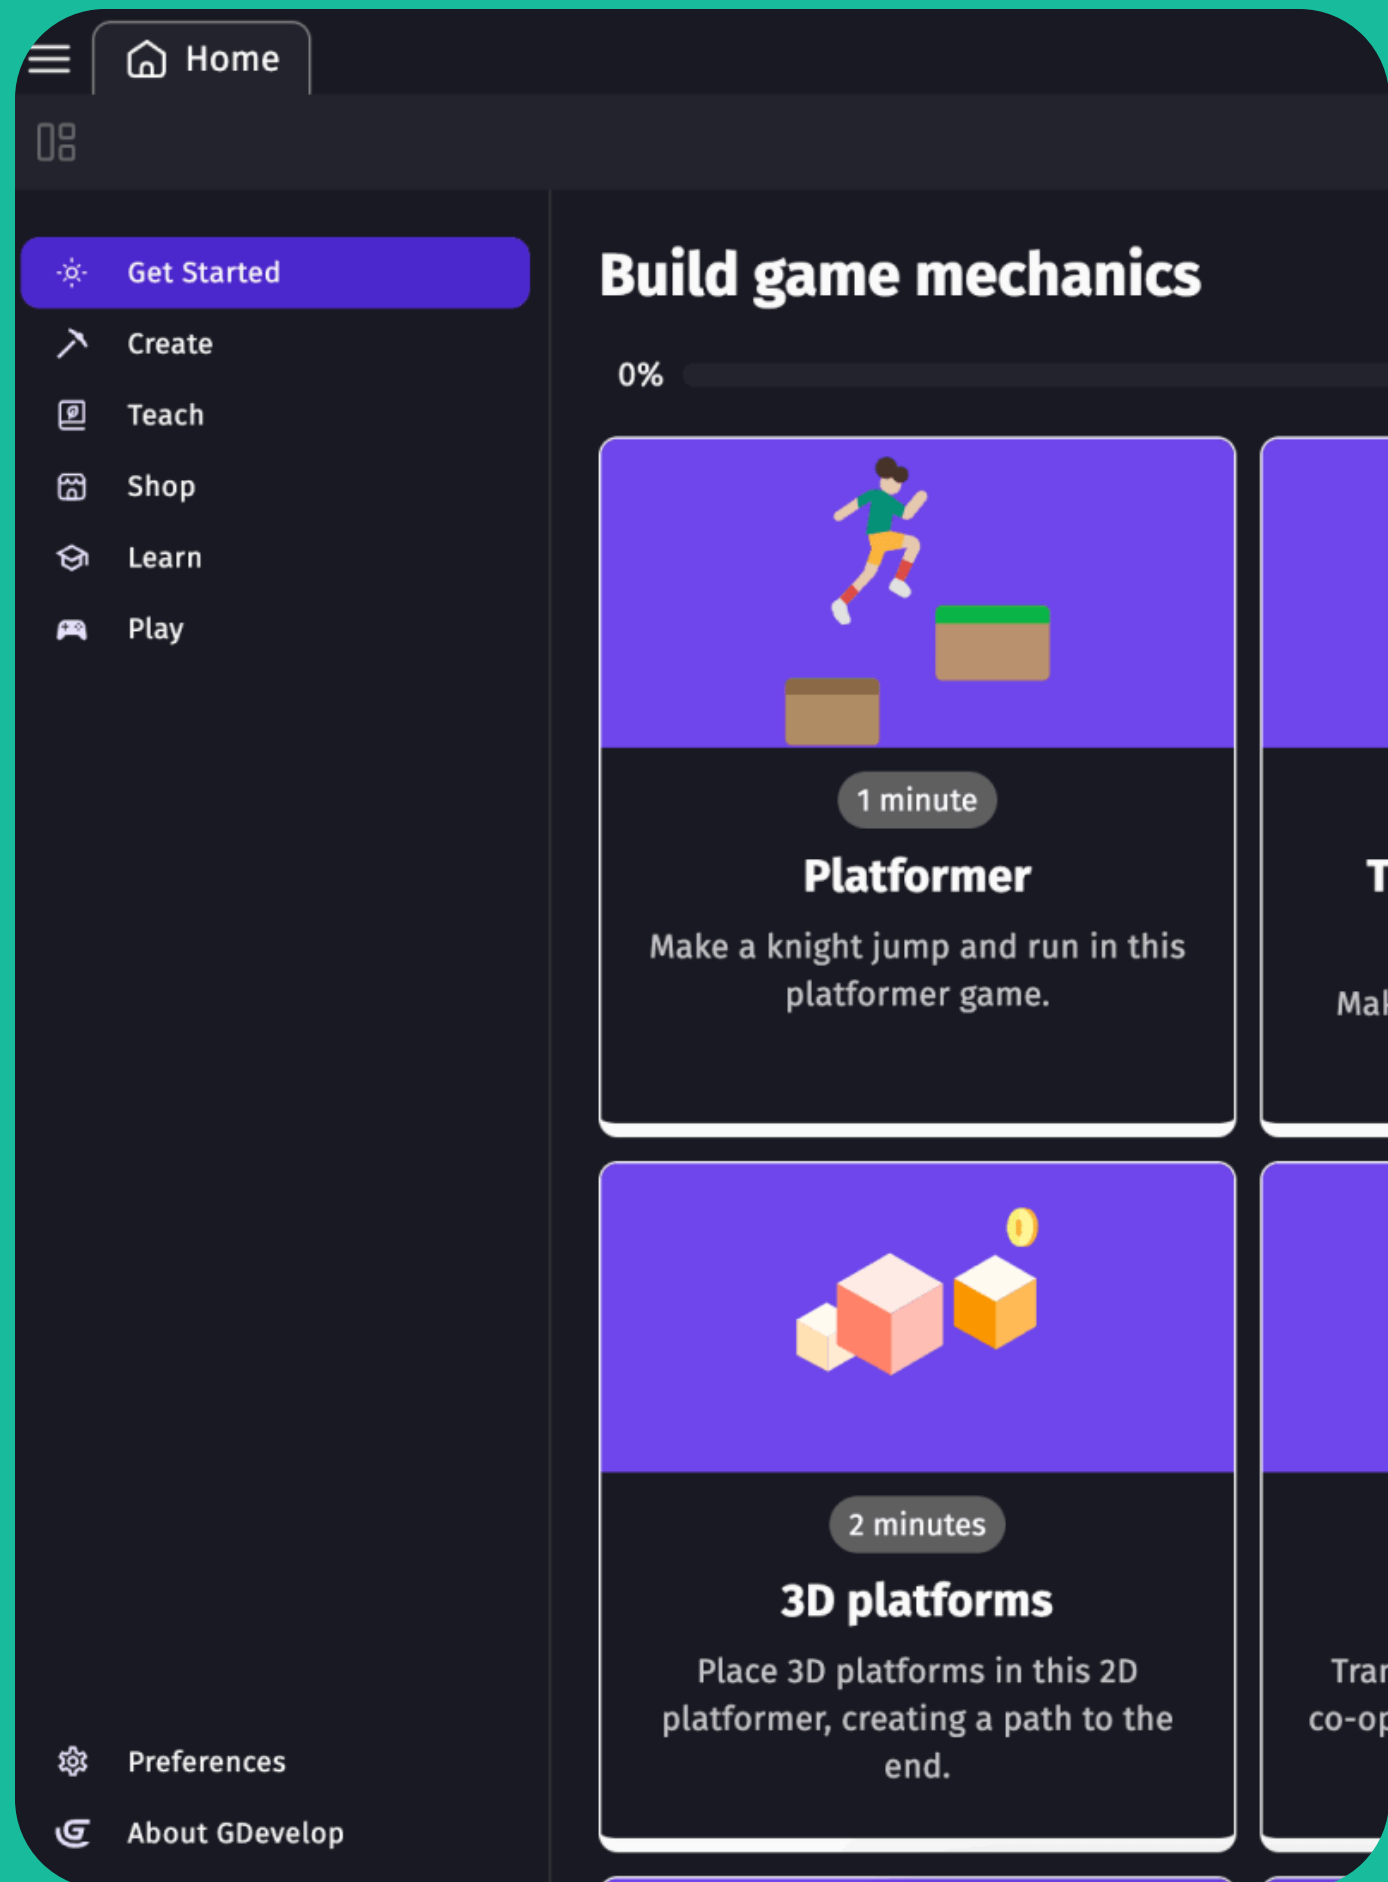 Home
Get Started
Create
Teach
Shop
Learn
Play
Preferences
About GDevelop
Build game mechanics
0%
1 minute
Platformer
Make a knight jump and run in this
platformer game.
2 minutes
3D platforms
Place 3D platforms in this 2D
platformer, creating a path to the
end.
co-op